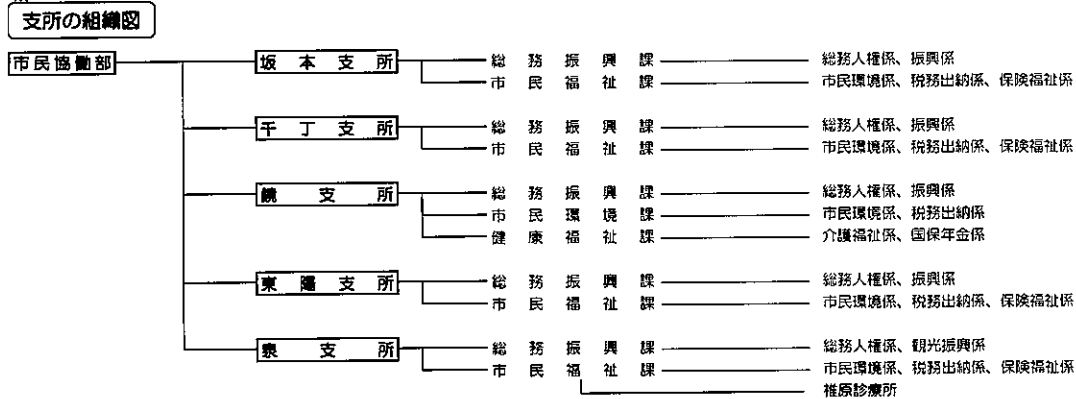 支所の組織図
市民協働部
坂本支所 総務振興課 総務人権係、振興係
市民福祉課 市民環境係、税務出納係、保険福祉係
千丁支所 総務振興課 総務人権係、振興係
市民福祉課 市民環境係、税務出納係、保険福祉係
鏡支所 総務振興課 総務人権係、振興係
市民環境課 市民環境係、税務出納係
健康福祉課 介護福祉係、国保年金係
東陽支所 総務振興課 総務人権係、振興係
市民福祉課 市民環境係、税務出納係、保険福祉係
泉支所 総務振興課 総務人権係、観光振興係
市民福祉課 市民環境係、税務出納係、保険福祉係
椎原診療所